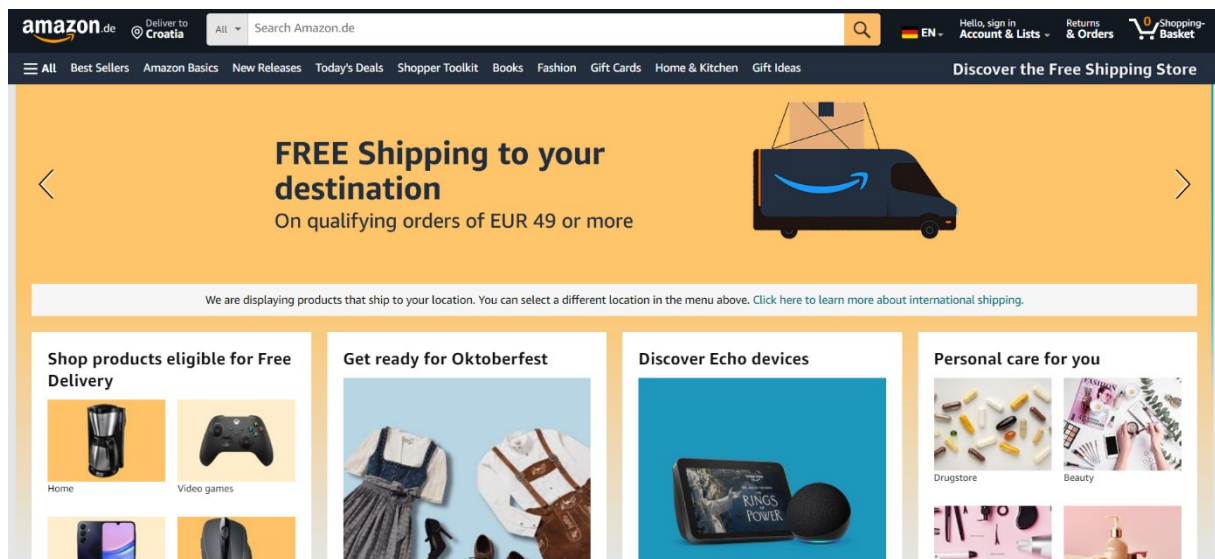 amazon.de
Deliver to
Croatia
All
Search Amazon.de
EN
Hello, sign in
Account & Lists
Returns
& Orders
0
Shopping-
Basket
All Best Sellers Amazon Basics New Releases Today's Deals Shopper Toolkit Books Fashion Gift Cards Home & Kitchen Gift Ideas
Discover the Free Shipping Store
FREE Shipping to your
destination
On qualifying orders of EUR 49 or more
We are displaying products that ship to your location. You can select a different location in the menu above. Click here to learn more about international shipping.
Shop products eligible for Free
Delivery
Home
Video games
Get ready for Oktoberfest
Discover Echo devices
RINGS
OF
POWER
Personal care for you
FASHION
Drugstore
Beauty